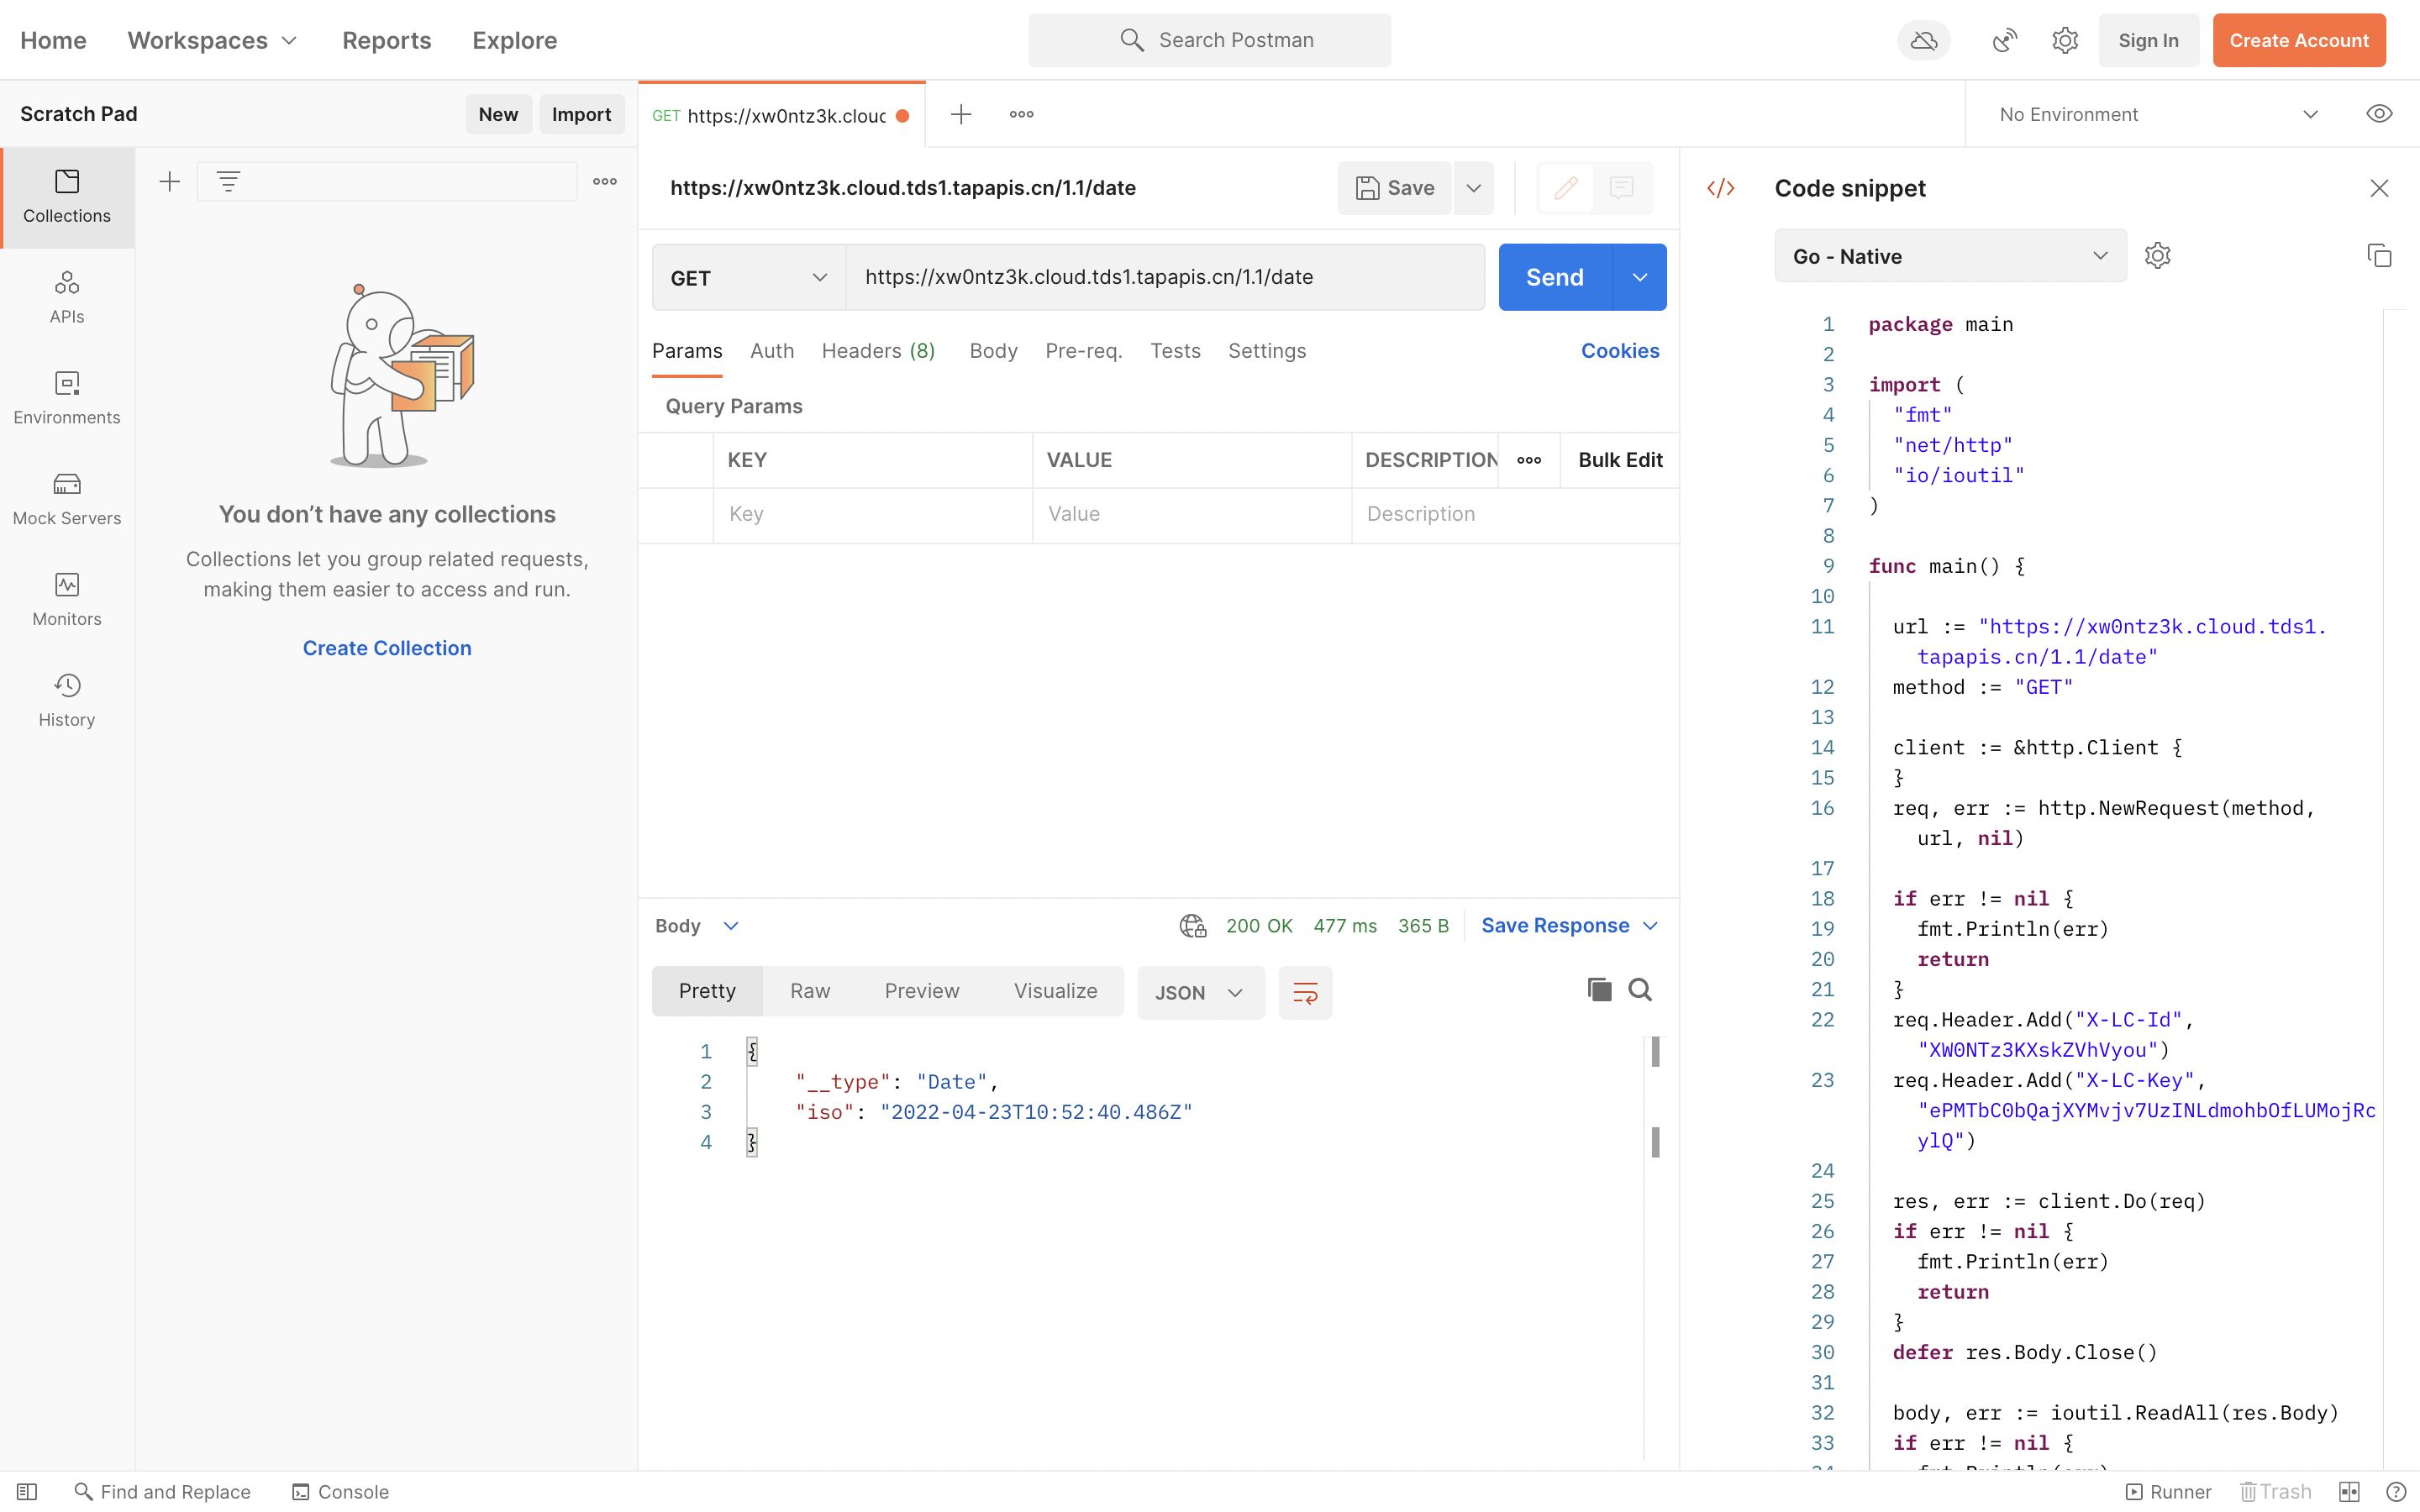 Home
Workspaces
Reports
Explore
Search Postman
Sign In
Create Account
Scratch Pad
New
Import
GET https://xw0ntz3k.clouc
No Environment
Collections
APIs
Environments
Mock Servers
Monitors
History
You don’t have any collections
Collections let you group related requests,
making them easier to access and run.
Create Collection
https://xw0ntz3k.cloud.tds1.tapapis.cn/1.1/date
Save
GET
https://xw0ntz3k.cloud.tds1.tapapis.cn/1.1/date
Send
Params
Auth
Headers (8)
Body
Pre-req.
Tests
Settings
Cookies
Query Params
KEY
VALUE
DESCRIPTION
Bulk Edit
Key
Value
Description
Body
200 OK
477 ms
365 B
Save Response
Pretty
Raw
Preview
Visualize
JSON
1 {
2 "__type": "Date",
3 "iso": "2022-04-23T10:52:40.486Z"
4 }
</> Code snippet
Go - Native
1 package main
2
3 import (
4 "fmt"
5 "net/http"
6 "io/ioutil"
7 )
8
9 func main() {
10
11 url := "https://xw0ntz3k.cloud.tds1.
tapapis.cn/1.1/date"
12 method := "GET"
13
14 client := &http.Client {
15 }
16 req, err := http.NewRequest(method,
url, nil)
17
18 if err != nil {
19 fmt.Println(err)
20 return
21 }
22 req.Header.Add("X-LC-Id",
"XW0NTz3KXskZVhVyou")
23 req.Header.Add("X-LC-Key",
"ePMTbC0bQajXYMvjv7UzINLdmohbOfLUMojRc
ylQ")
24
25 res, err := client.Do(req)
26 if err != nil {
27 fmt.Println(err)
28 return
29 }
30 defer res.Body.Close()
31
32 body, err := ioutil.ReadAll(res.Body)
33 if err != nil {
Find and Replace
Console
Runner
Trash